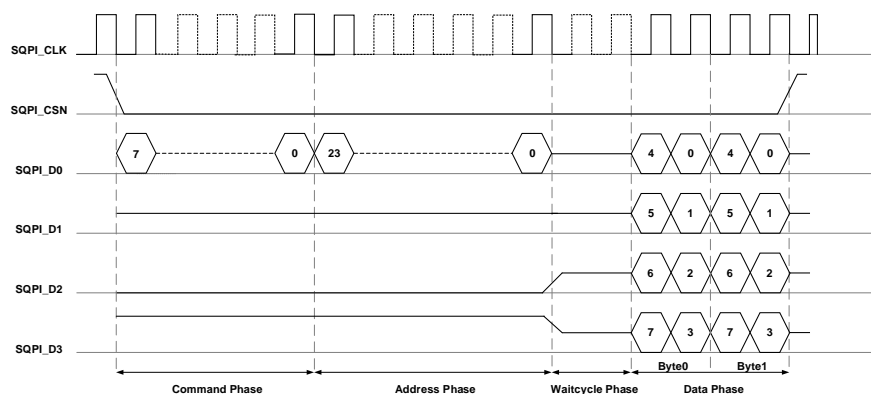 SQPI_CLK
SQPI_CSN
7 0 23 0 4 0 4 0
SQPI_D0
5 1 5 1
SQPI_D1
6 2 6 2
SQPI_D2
7 3 7 3
SQPI_D3
Byte0 Byte1
Command Phase Address Phase Waitcycle Phase Data Phase